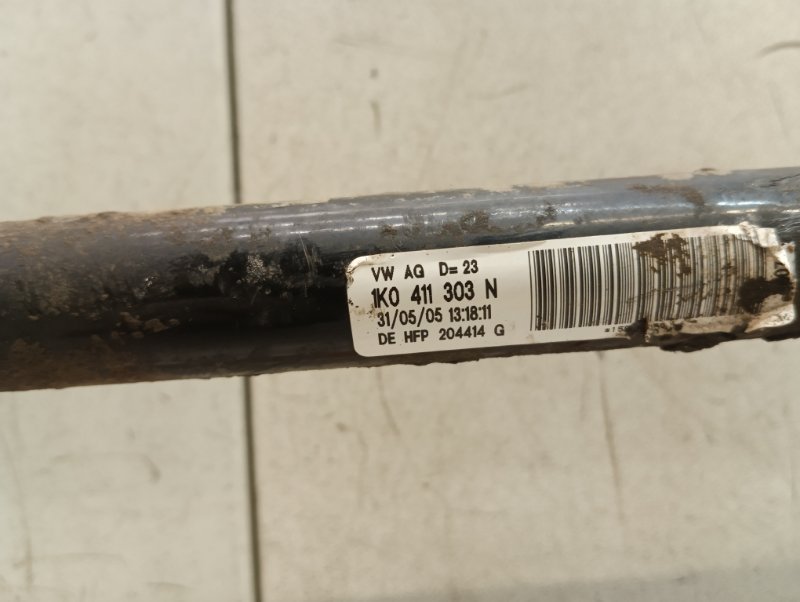 VW AG D= 23
1K0 411 303 N
31/05/05 13:18:11
DE HFP 204414 G